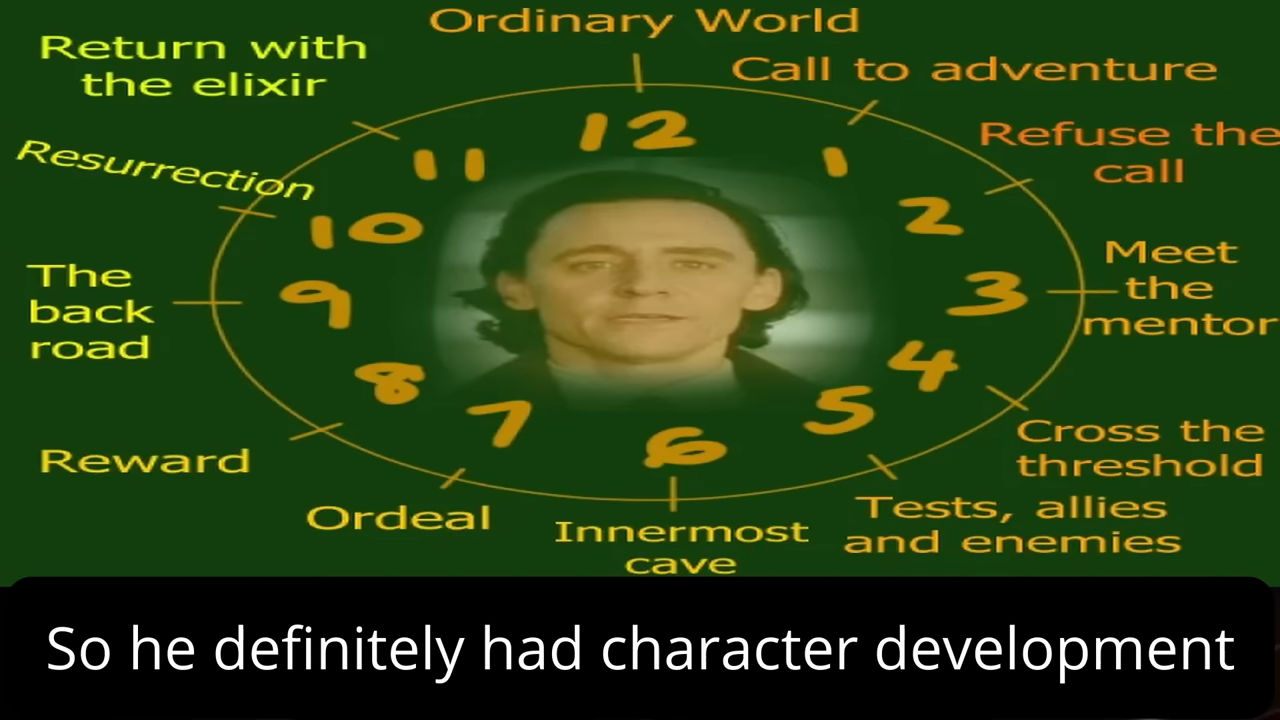 Ordinary World
Return with
the elixir
Call to adventure
Refuse the
call
Resurrection
12
11
1
10
2
The
back
road
Meet
the
mentor
9
3
8
4
7
5
6
Cross the
threshold
Reward
Ordeal
Innermost
cave
Tests, allies
and enemies
So he definitely had character development